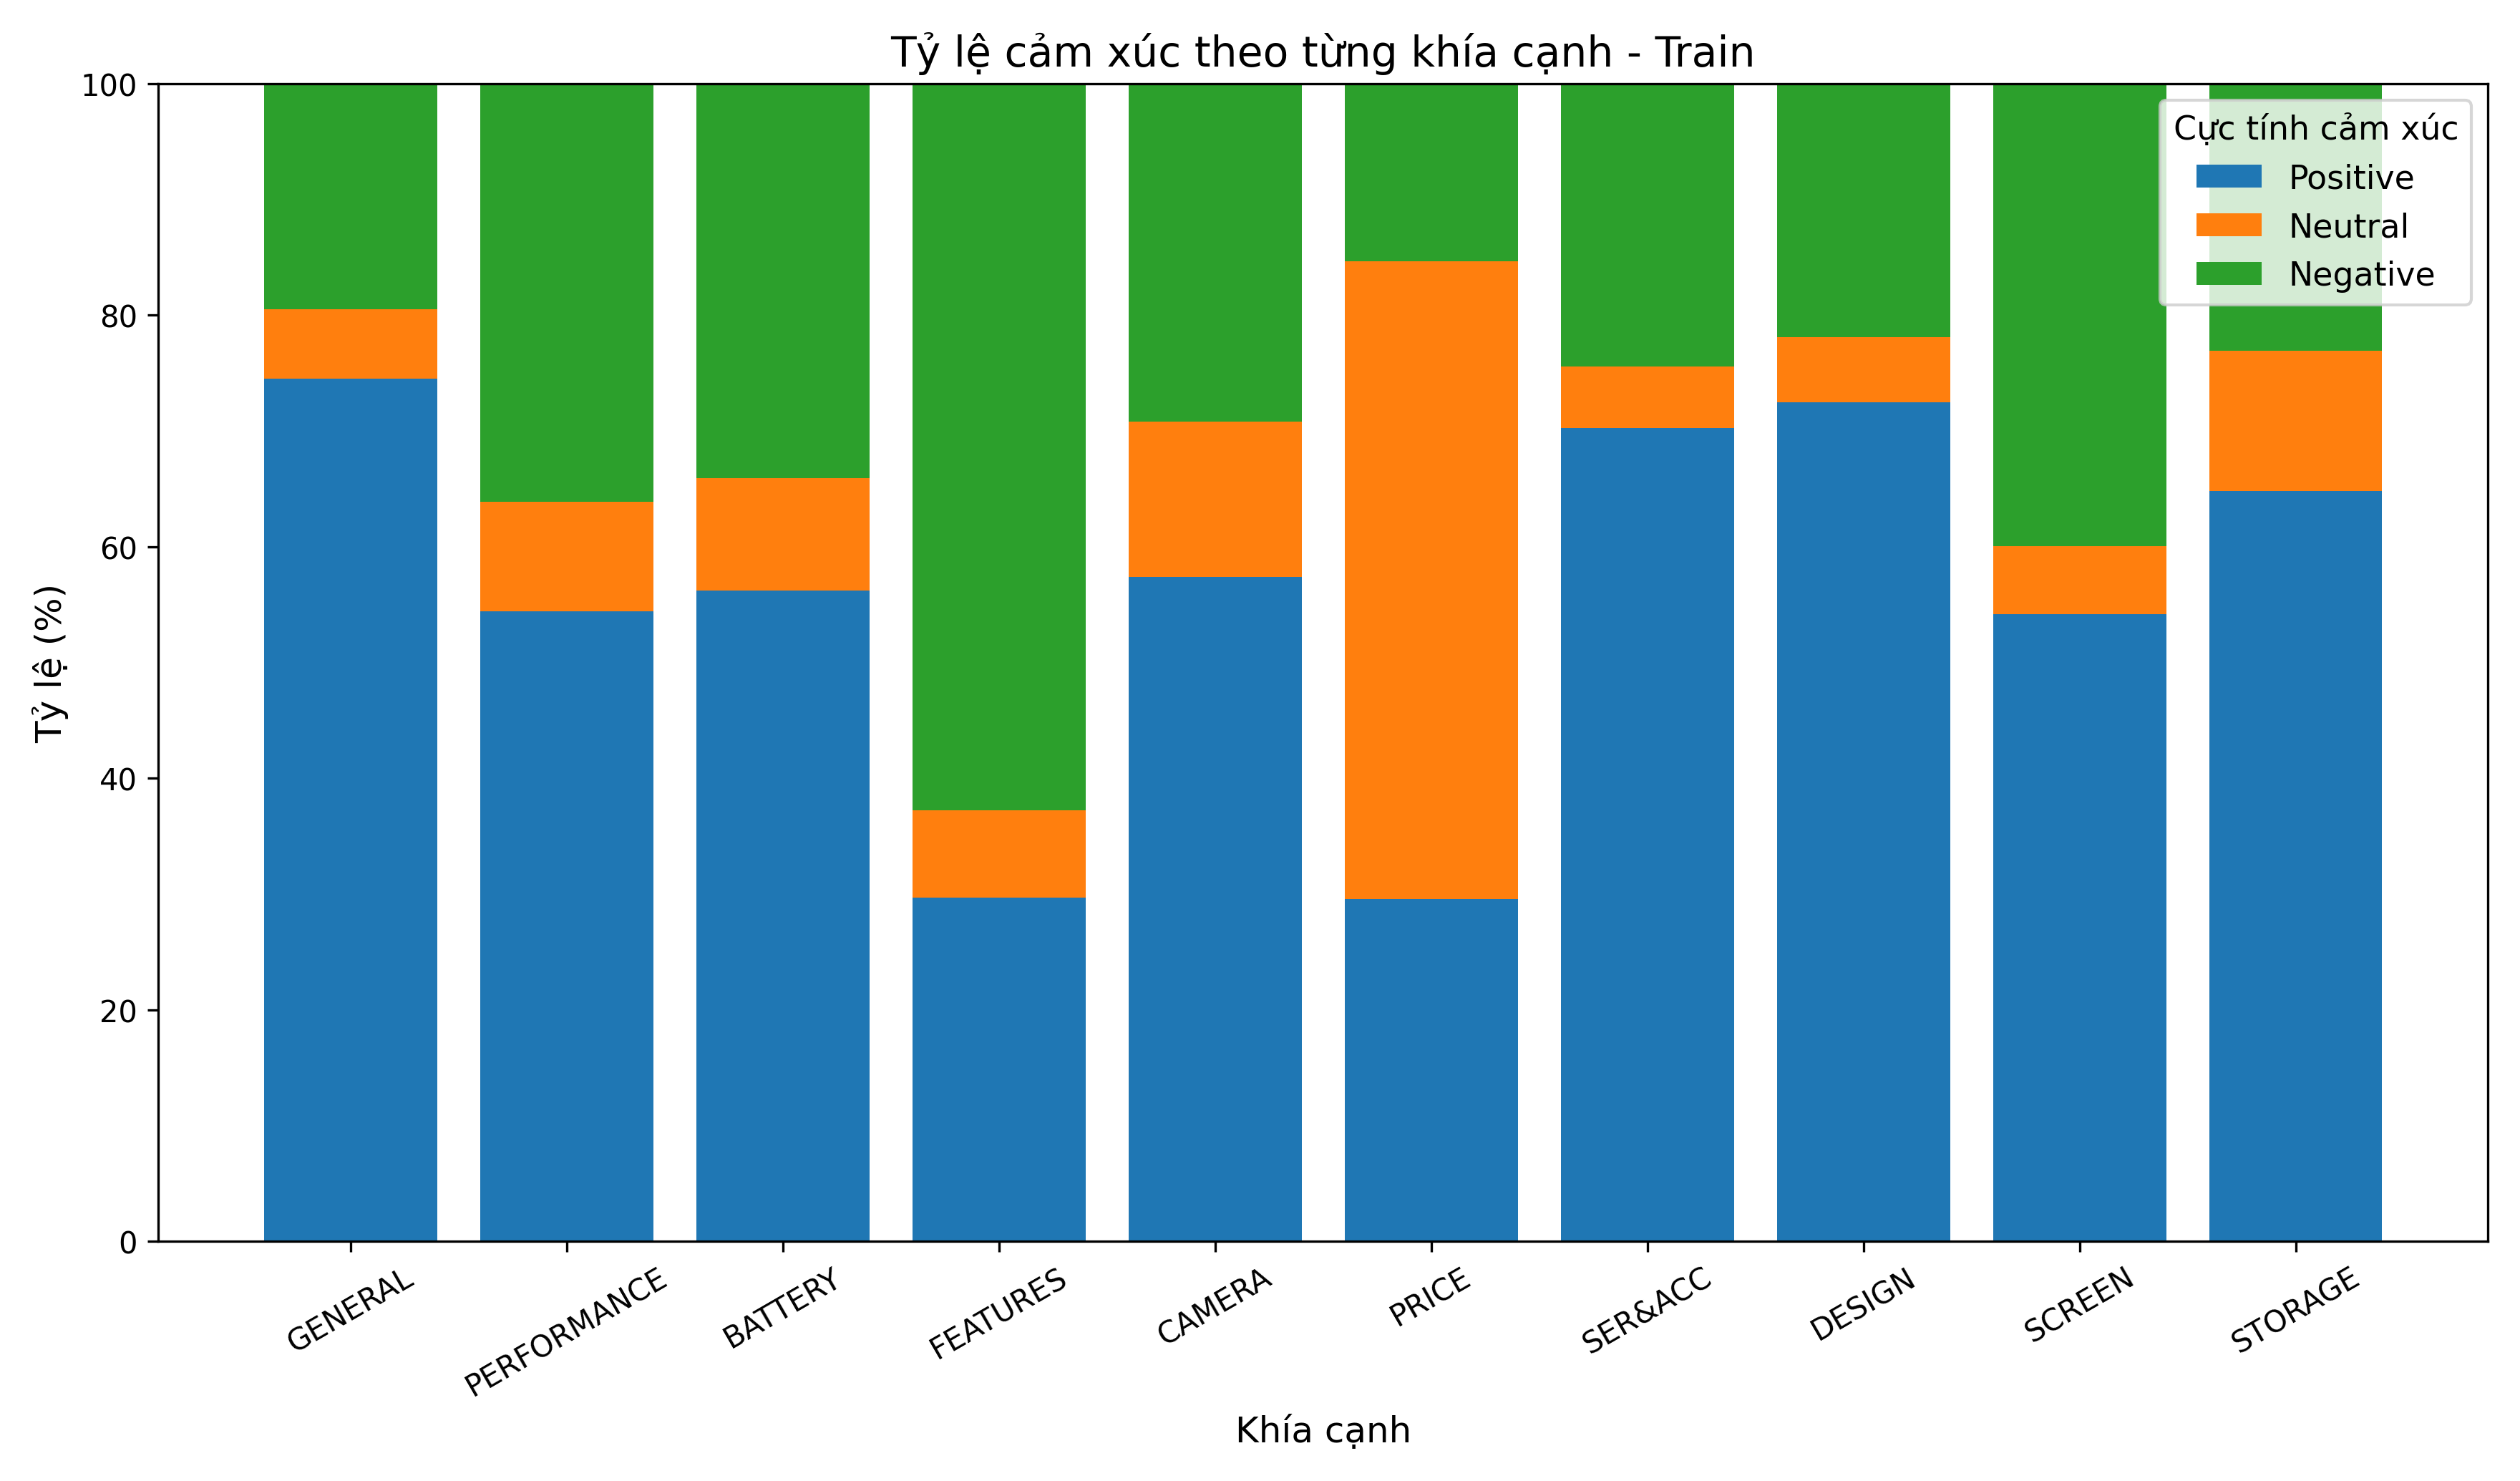 Tỷ lệ cảm xúc theo từng khía cạnh - Train
Cực tính cảm xúc
Positive
Neutral
Negative
Tỷ lệ (%)
100
80
60
40
20
0
GENERAL
PERFORMANCE
BATTERY
FEATURES
CAMERA
PRICE
SER&ACC
DESIGN
SCREEN
STORAGE
Khía cạnh